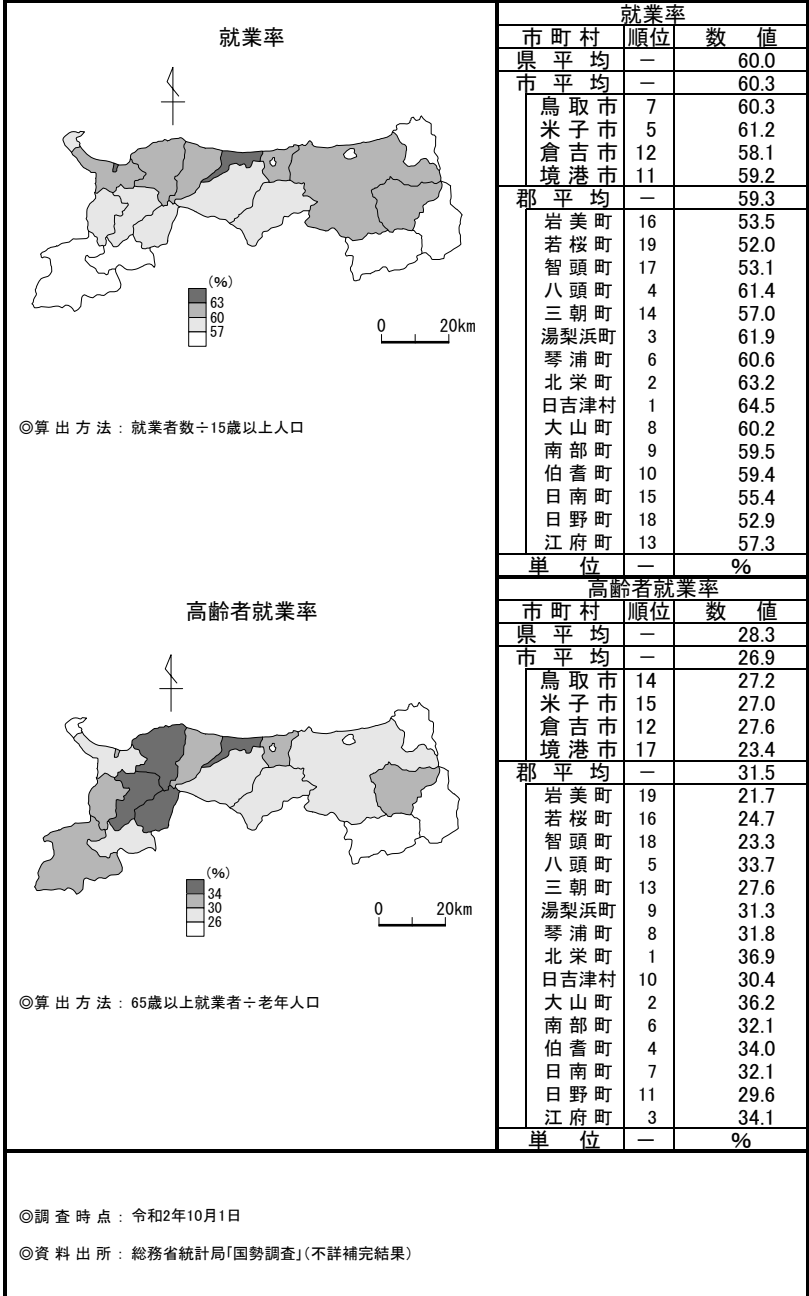 就業率
(%)
63
60
57
0 20km
◎算出方法：就業者数÷15歳以上人口
就業率
市町村 順位 数値
県平均 － 60.0
市平均 － 60.3
鳥取市 7 60.3
米子市 5 61.2
倉吉市 12 58.1
境港市 11 59.2
郡平均 － 59.3
岩美町 16 53.5
若桜町 19 52.0
智頭町 17 53.1
八頭町 4 61.4
三朝町 14 57.0
湯梨浜町 3 61.9
琴浦町 6 60.6
北栄町 2 63.2
日吉津村 1 64.5
大山町 8 60.2
南部町 9 59.5
伯耆町 10 59.4
日南町 15 55.4
日野町 18 52.9
江府町 13 57.3
単位 － %
高齢者就業率
(%)
34
30
26
0 20km
◎算出方法：65歳以上就業者÷老年人口
高齢者就業率
市町村 順位 数値
県平均 － 28.3
市平均 － 26.9
鳥取市 14 27.2
米子市 15 27.0
倉吉市 12 27.6
境港市 17 23.4
郡平均 － 31.5
岩美町 19 21.7
若桜町 16 24.7
智頭町 18 23.3
八頭町 5 33.7
三朝町 13 27.6
湯梨浜町 9 31.3
琴浦町 8 31.8
北栄町 1 36.9
日吉津村 10 30.4
大山町 2 36.2
南部町 6 32.1
伯耆町 4 34.0
日南町 7 32.1
日野町 11 29.6
江府町 3 34.1
単位 － %
◎調査時点：令和2年10月1日
◎資料出所：総務省統計局｢国勢調査｣(不詳補完結果)